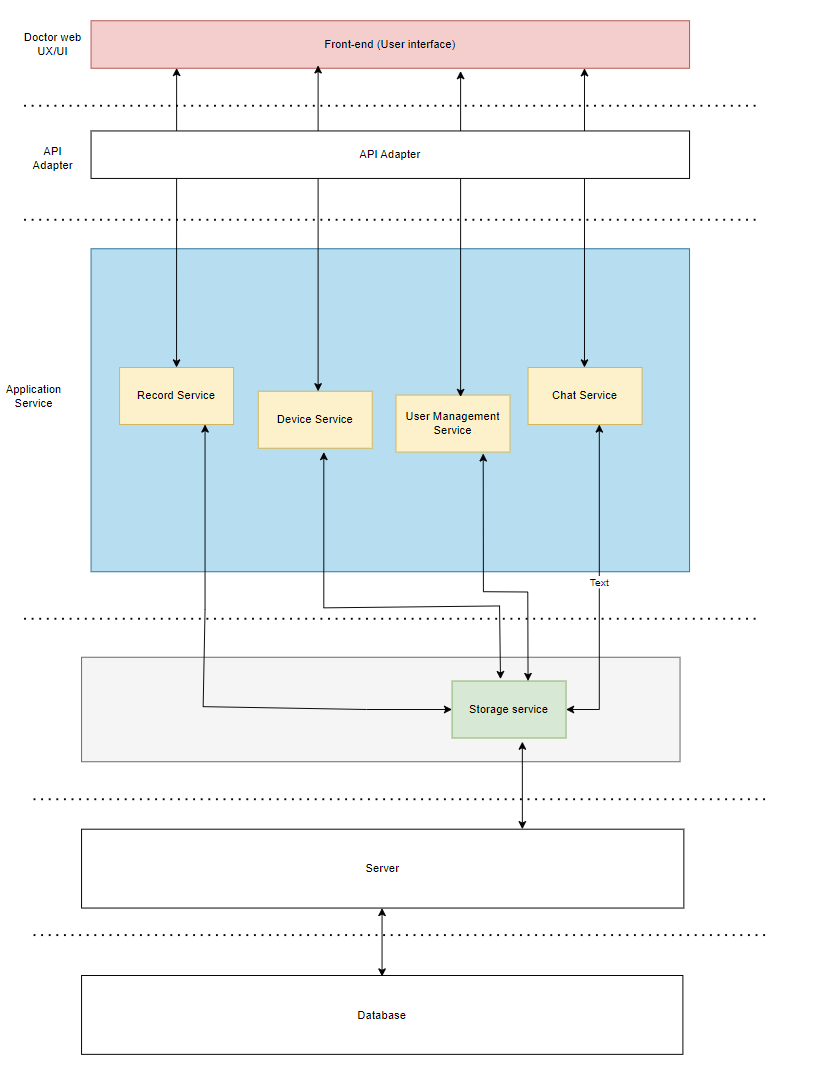 Doctor web
UX/UI
Front-end (User interface)
API
Adapter
API Adapter
Application
Service
Record Service
Device Service
User Management
Service
Chat Service
Text
Storage service
Server
Database